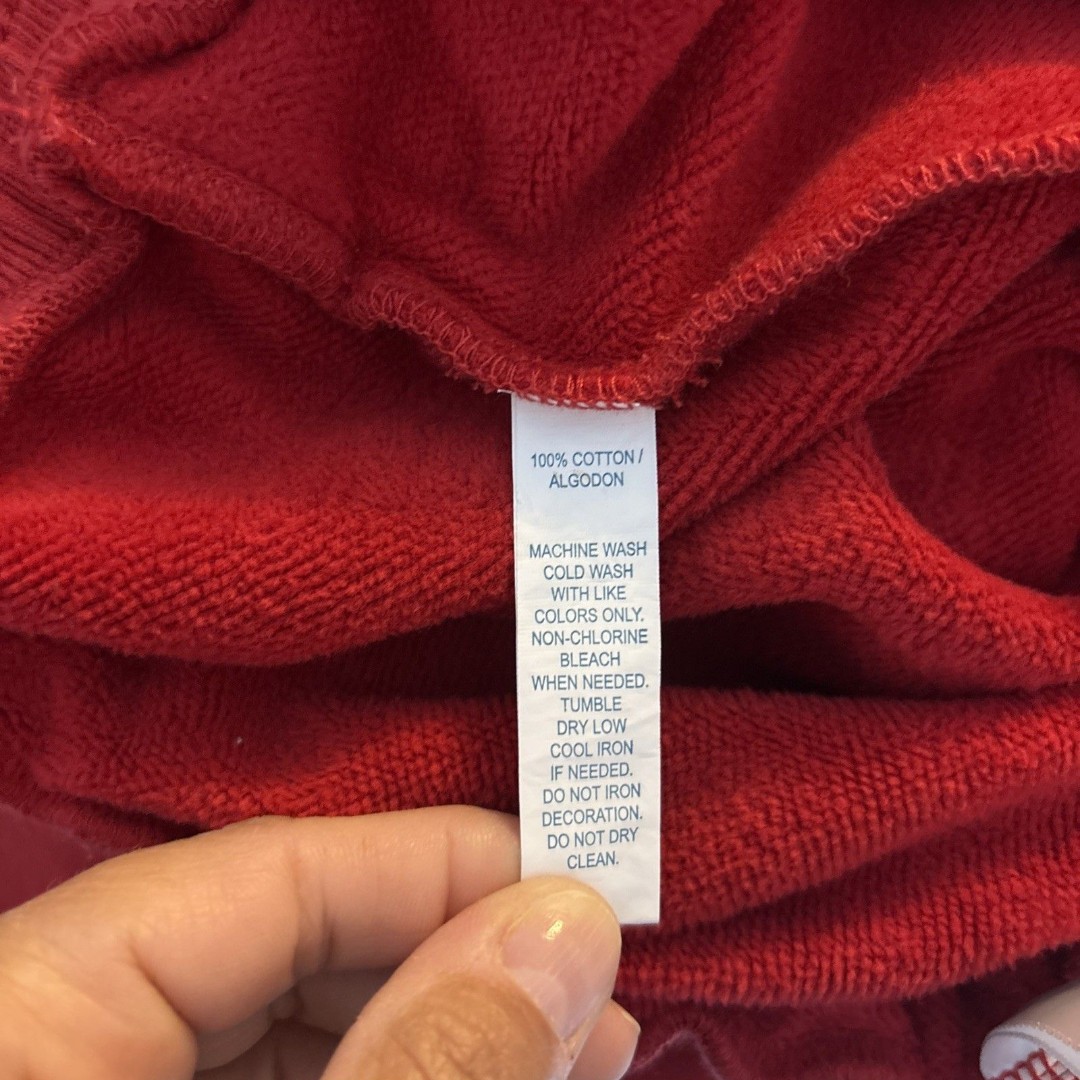 100% COTTON /
ALGODON
MACHINE WASH
COLD WASH
WITH LIKE
COLORS ONLY.
NON-CHLORINE
BLEACH
WHEN NEEDED.
TUMBLE
DRY LOW
COOL IRON
IF NEEDED.
DO NOT IRON
DECORATION.
DO NOT DRY
CLEAN.